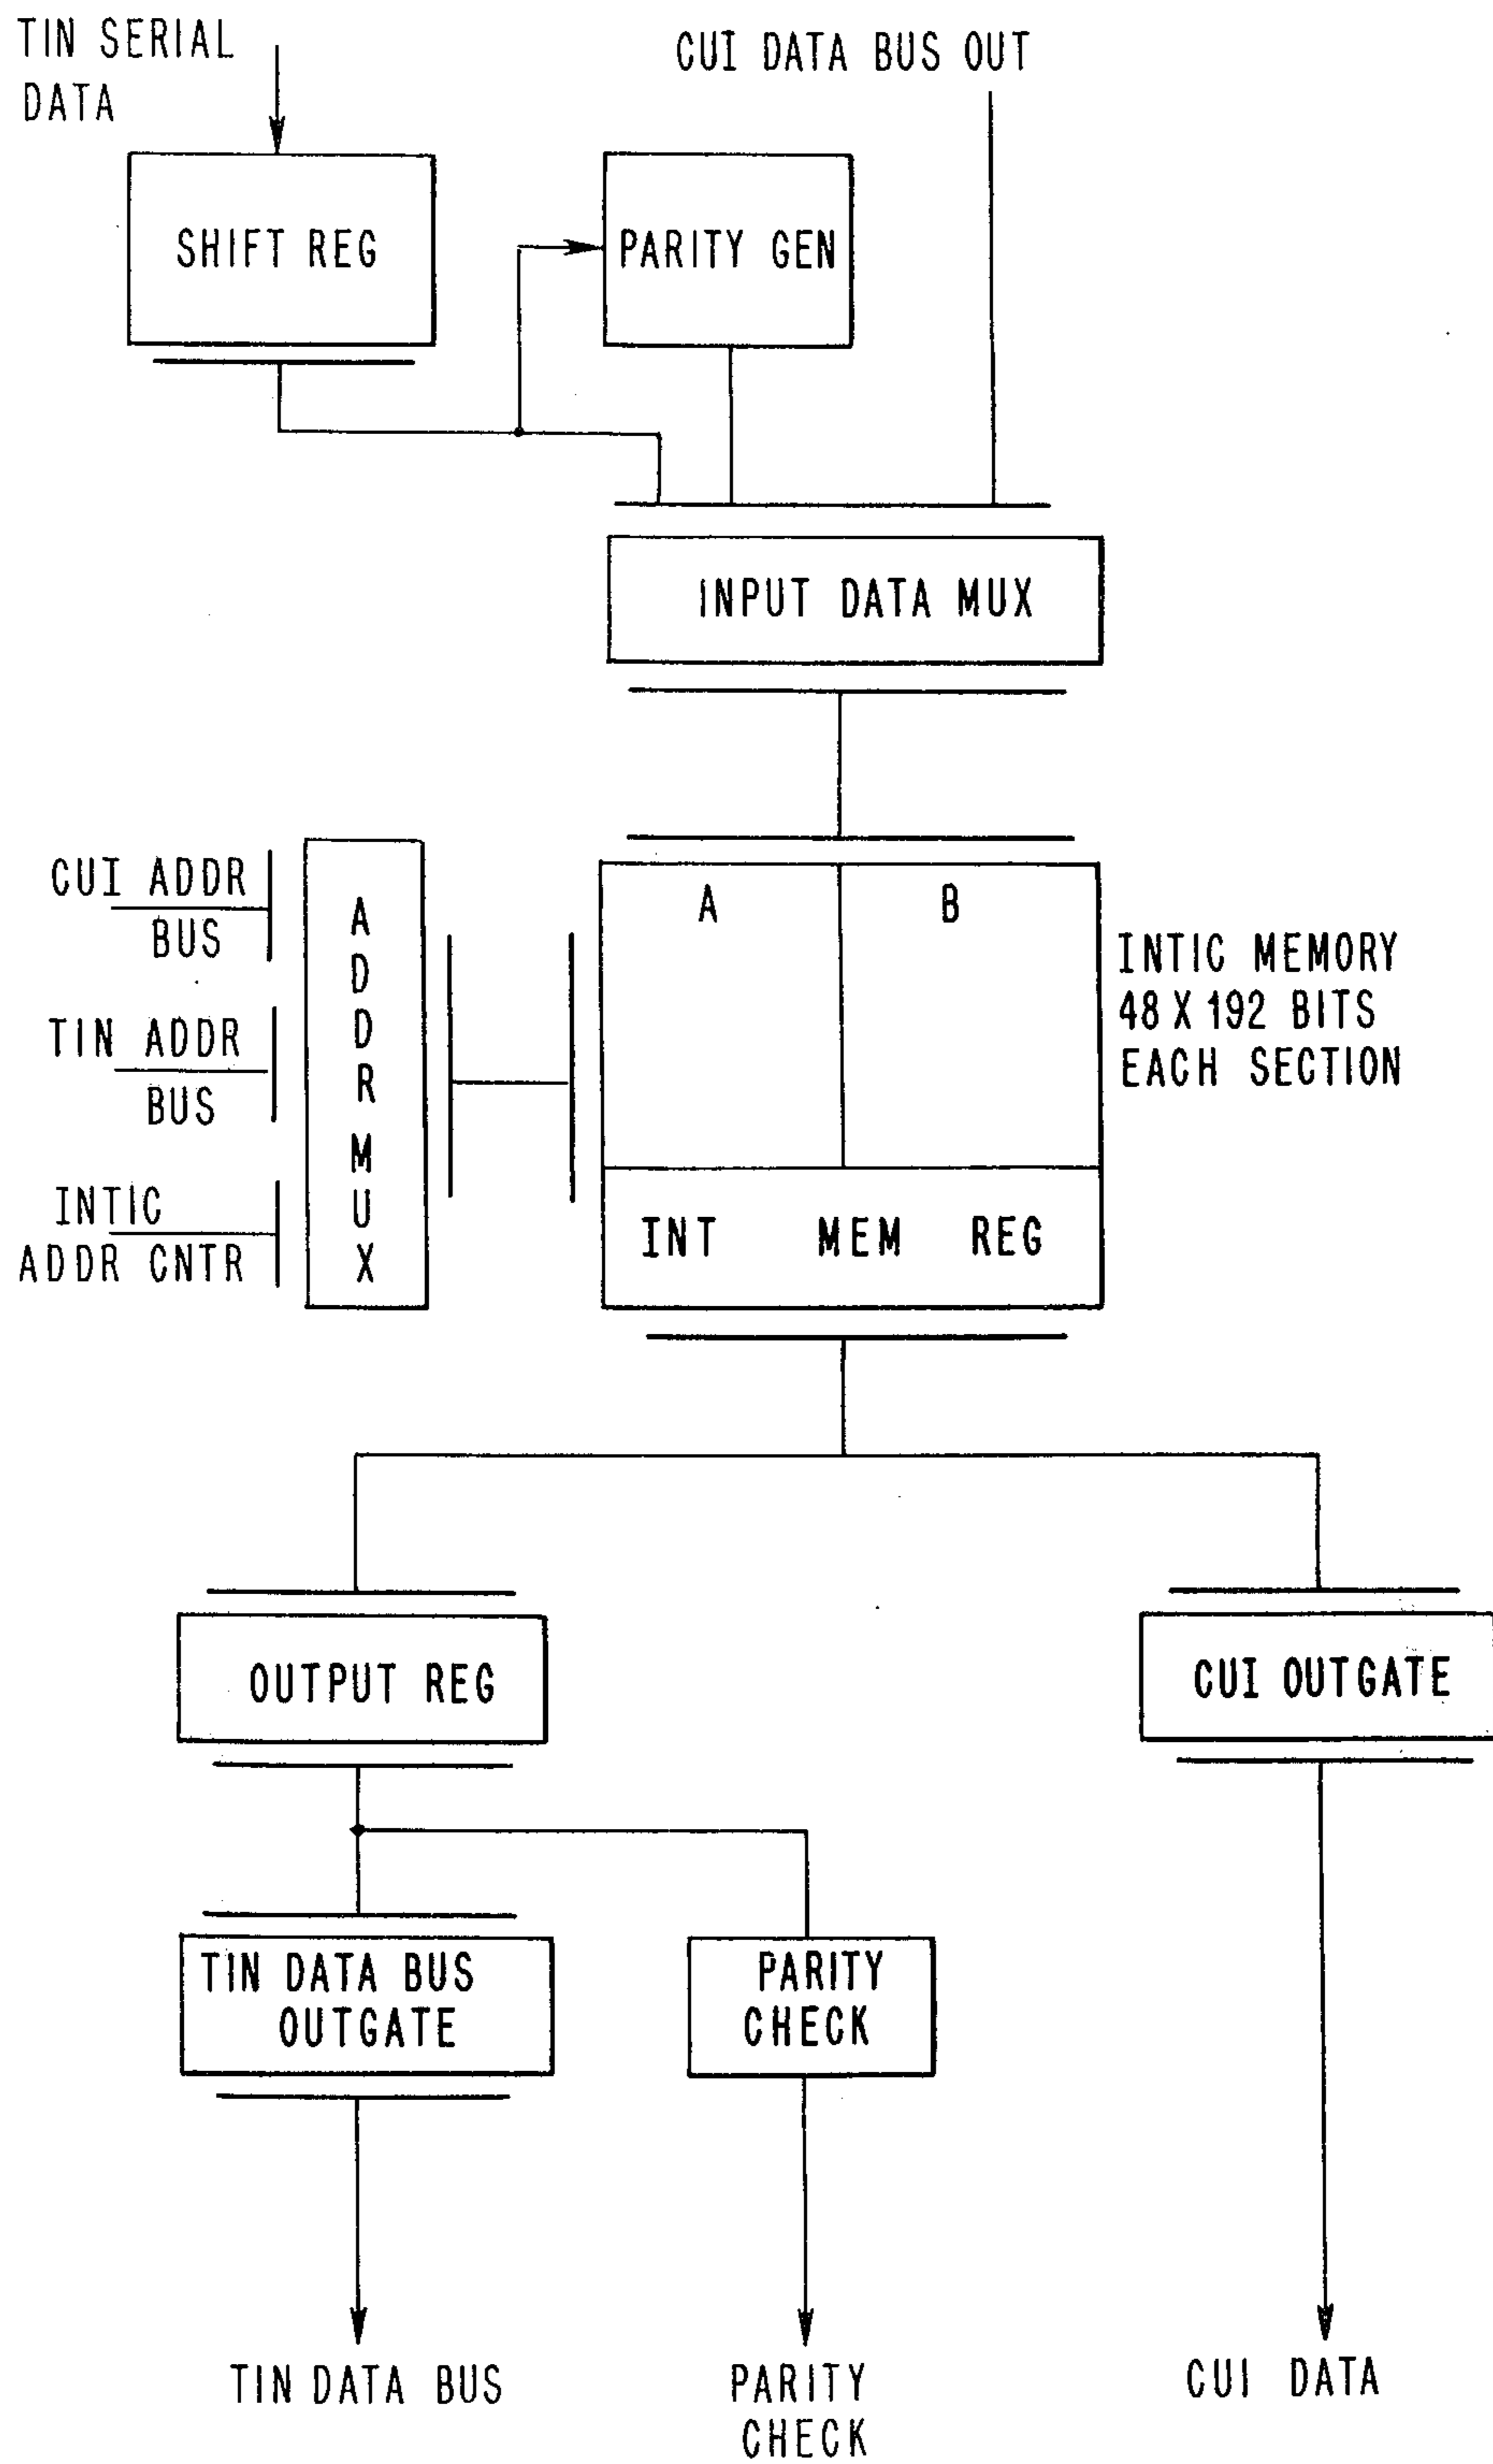 TIN SERIAL
DATA
CUI DATA BUS OUT
SHIFT REG
PARITY GEN
INPUT DATA MUX
CUI ADDR
BUS
TIN ADDR
BUS
INTIC
ADDR CNTR
ADDR MUX
A
B
INTIC MEMORY
48 X 192 BITS
EACH SECTION
INT MEM REG
OUTPUT REG
CUI OUTGATE
TIN DATA BUS
OUTGATE
PARITY
CHECK
TIN DATA BUS
PARITY
CHECK
CUI DATA